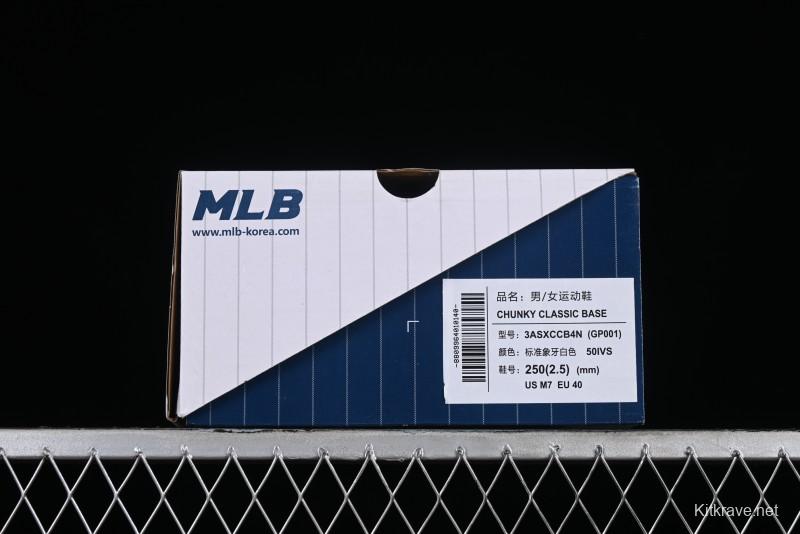 MLB
www.mlb-korea.com
品名：男/女运动鞋
CHUNKY CLASSIC BASE
型号：3ASXCCB4N (GP001)
颜色：标准象牙白色 50IVS
鞋号：250(2.5) (mm)
US M7 EU 40
-8809964010140-
Kitkrave.net